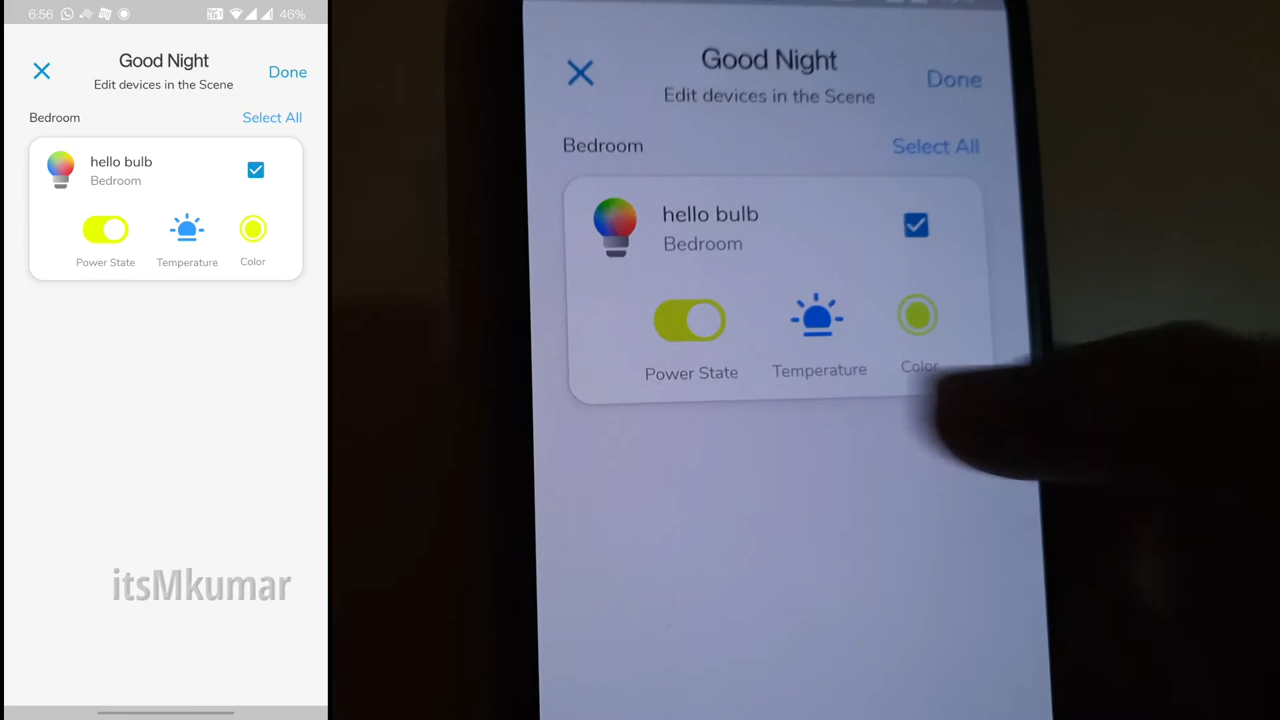 6:56
46%
Good Night
Edit devices in the Scene
Done
Bedroom
Select All
hello bulb
Bedroom
Power State
Temperature
Color
itsMkumar
Good Night
Edit devices in the Scene
Done
Bedroom
Select All
hello bulb
Bedroom
Power State
Temperature
Color